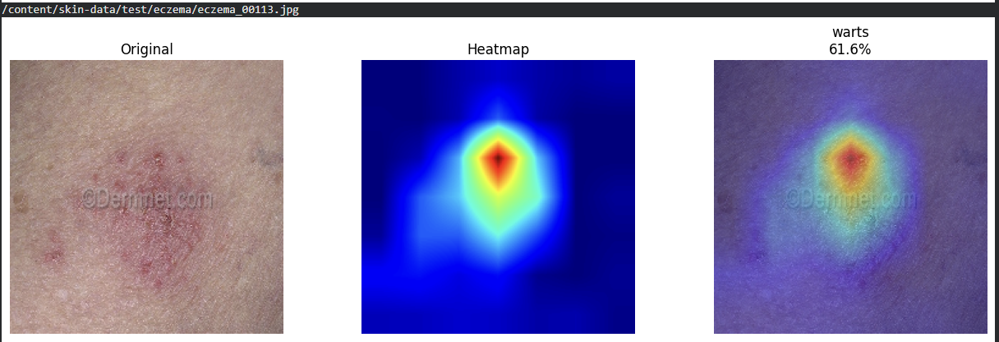 /content/skin-data/test/eczema/eczema_00113.jpg
Original
Heatmap
warts
61.6%
©Dermnet.com
©Dermnet.com